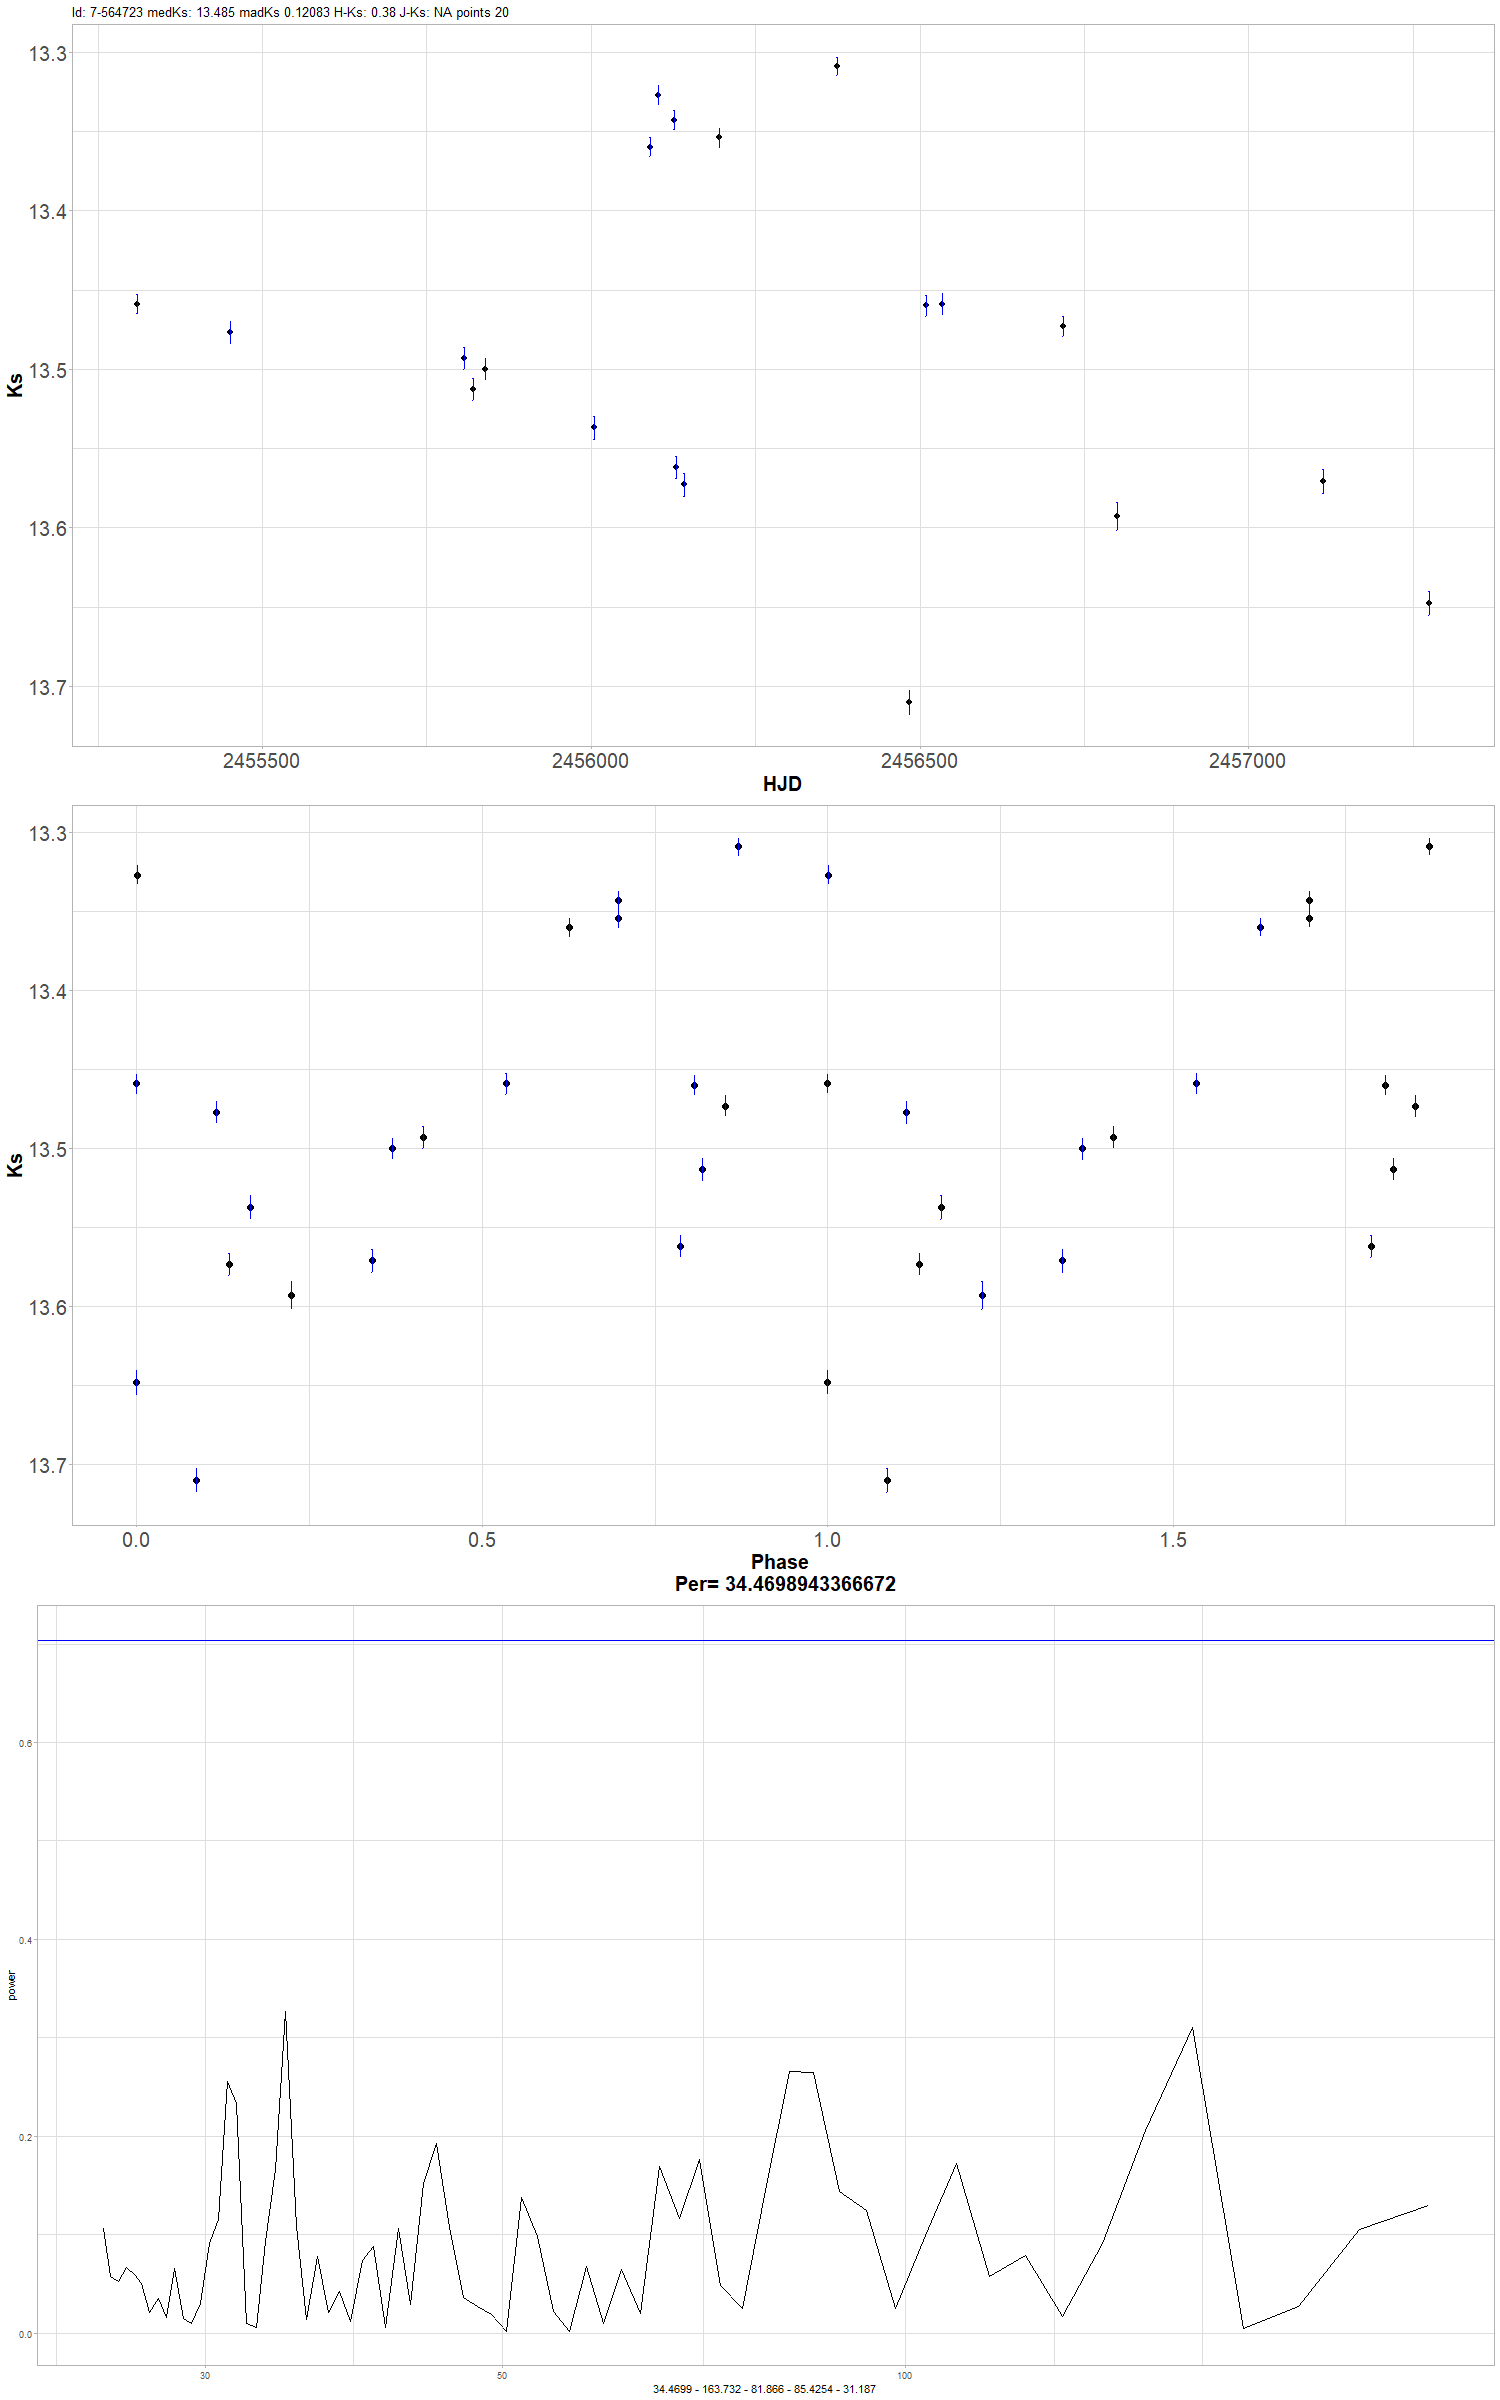 Id: 7-564723 medKs: 13.485 madKs 0.12083 H-Ks: 0.38 J-Ks: NA points 20
13.3
13.4
13.5
13.6
13.7
Ks
2455500 2456000 2456500 2457000
HJD
13.3
13.4
13.5
13.6
13.7
Ks
0.0 0.5 1.0 1.5
Phase
Per= 34.4698943366672
0.6
0.4
0.2
0.0
power
30 50 100
34.4699 - 163.732 - 81.866 - 85.4254 - 31.187